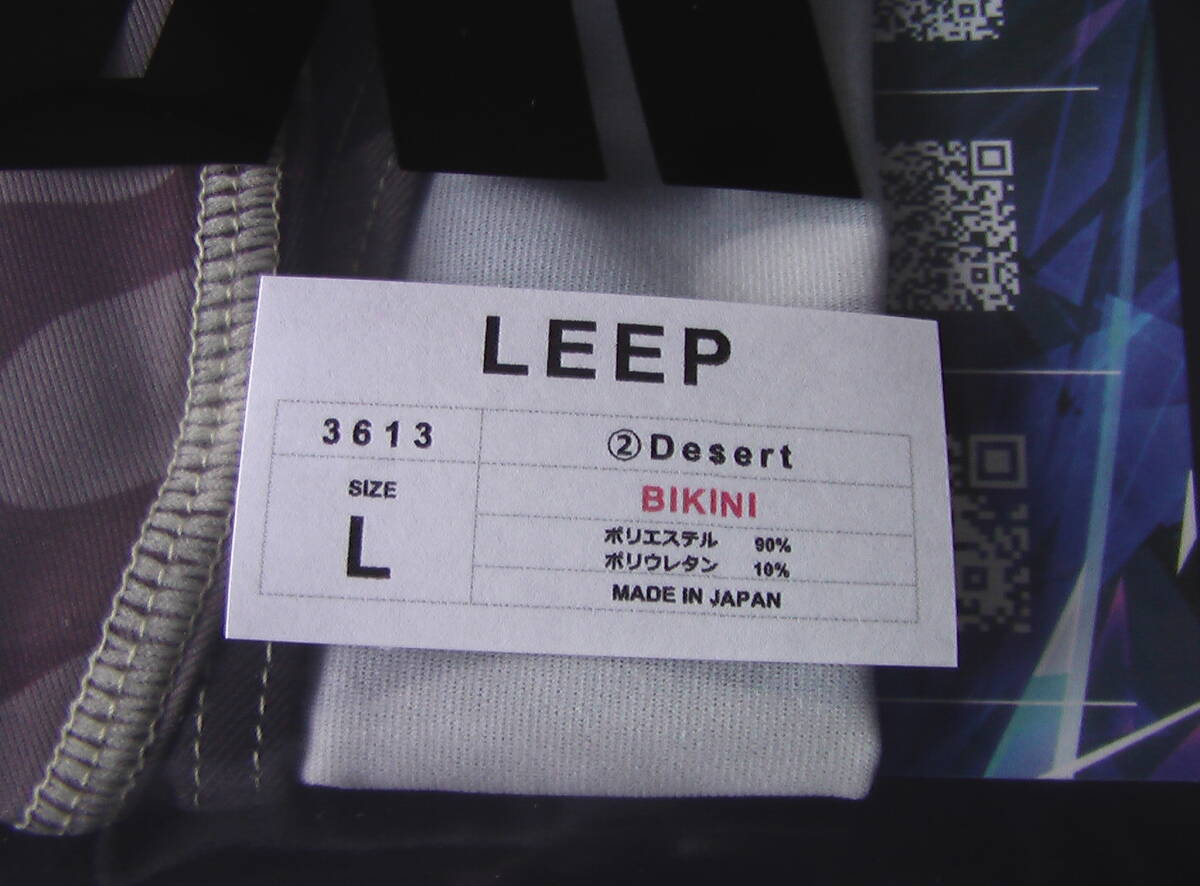 LEEP
3613
②Desert
SIZE
L
BIKINI
ポリエステル 90%
ポリウレタン 10%
MADE IN JAPAN